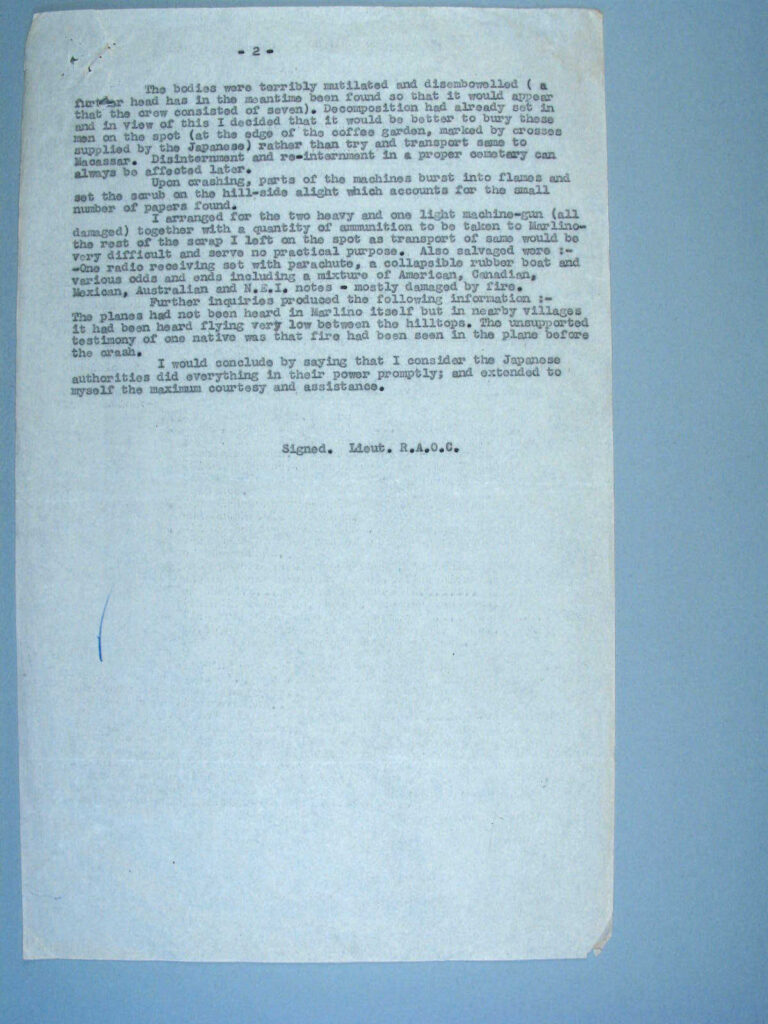 - 2 -
The bodies were terribly mutilated and disembowelled ( a
further head has in the meantime been found so that it would appear
that the crew consisted of seven). Decomposition had already set in
and in view of this I decided that it would be better to bury these
men on the spot (at the edge of the coffee garden, marked by crosses
supplied by the Japanese) rather than try and transport same to
Macassar. Disinternment and re-internment in a proper cemetary can
always be affected later.
Upon crashing, parts of the machines burst into flames and
set the scrub on the hill-side alight which accounts for the small
number of papers found.
I arranged for the two heavy and one light machine-gun (all
damaged) together with a quantity of ammunition to be taken to Marlino-
the rest of the scrap I left on the spot as transport of same would be
very difficult and serve no practical purpose. Also salvaged were :-
-One radio receiving set with parachute, a collapsible rubber boat and
various odds and ends including a mixture of American, Canadian,
Mexican, Australian and N.E.I. notes - mostly damaged by fire.
Further inquiries produced the following information :-
The planes had not been heard in Marlino itself but in nearby villages
it had been heard flying very low between the hilltops. The unsupported
testimony of one native was that fire had been seen in the plane before
the crash.
I would conclude by saying that I consider the Japanese
authorities did everything in their power promptly; and extended to
myself the maximum courtesy and assistance.
Signed. Lieut. R.A.O.C.